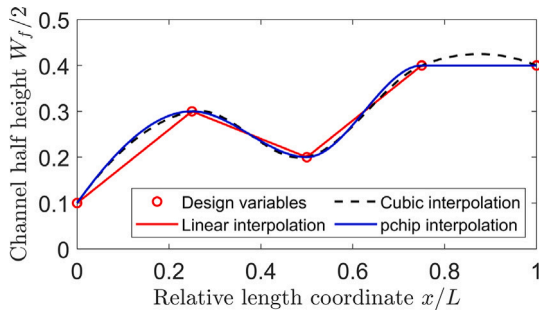 Channel half height W_f/2
0.5
0.4
0.3
0.2
0.1
0
Design variables
Cubic interpolation
Linear interpolation
pchip interpolation
0
0.2
0.4
0.6
0.8
1
Relative length coordinate x/L